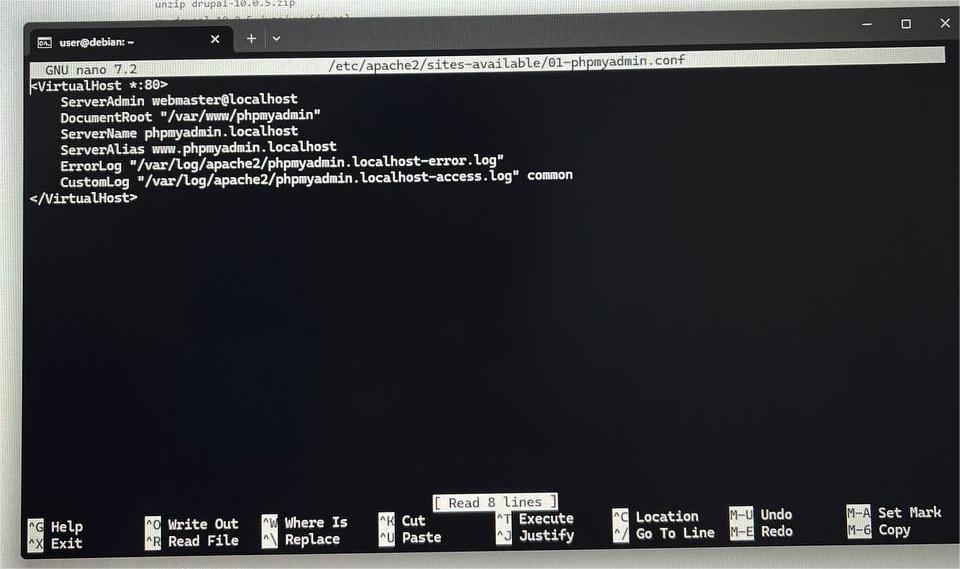 unzip drupal-10.0.5.zip
user@debian: ~
GNU nano 7.2 /etc/apache2/sites-available/01-phpmyadmin.conf
<VirtualHost *:80>
ServerAdmin webmaster@localhost
DocumentRoot "/var/www/phpmyadmin"
ServerName phpmyadmin.localhost
ServerAlias www.phpmyadmin.localhost
ErrorLog "/var/log/apache2/phpmyadmin.localhost-error.log"
CustomLog "/var/log/apache2/phpmyadmin.localhost-access.log" common
</VirtualHost>
[ Read 8 lines ]
^G Help ^O Write Out ^W Where Is ^K Cut ^T Execute ^C Location M-U Undo M-A Set Mark
^X Exit ^R Read File ^\ Replace ^U Paste ^J Justify ^/ Go To Line M-E Redo M-6 Copy